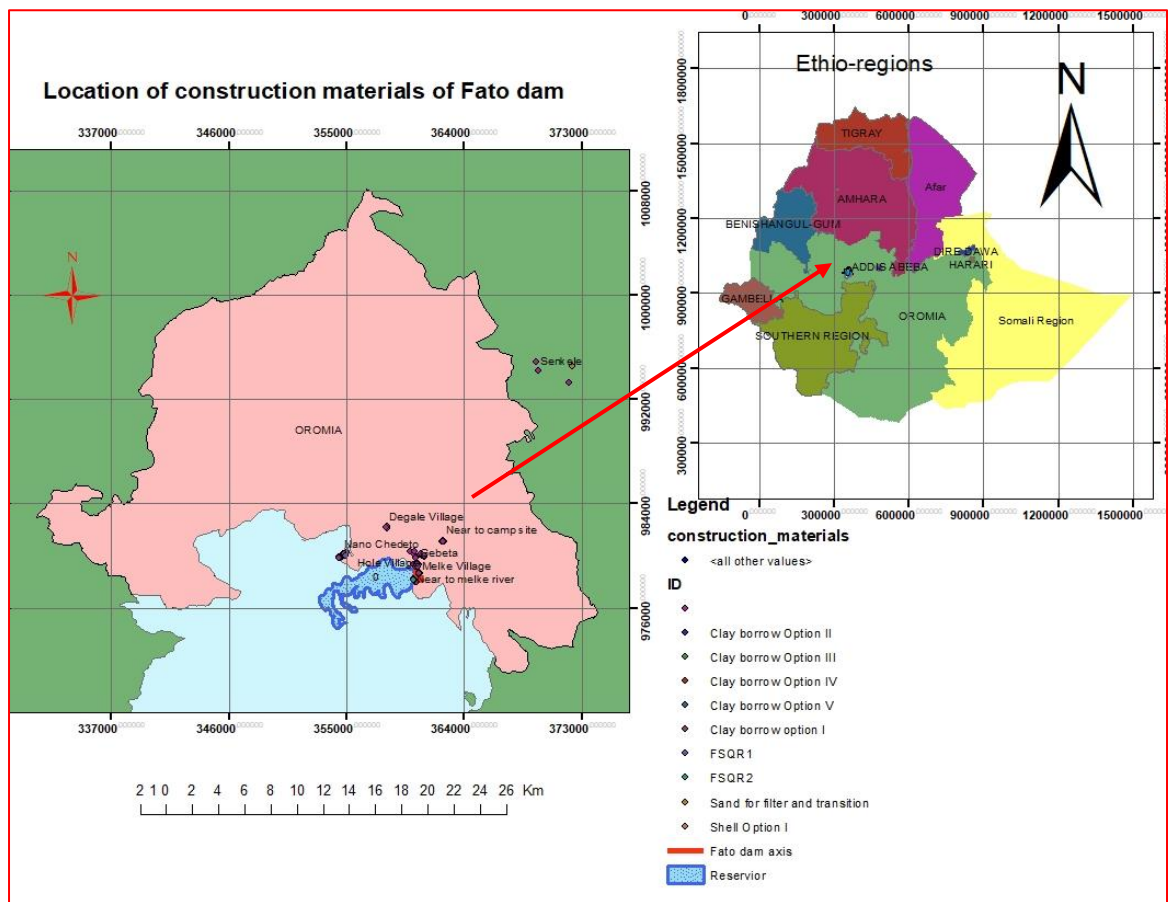 Location of construction materials of Fato dam
337000 346000 355000 364000 373000
1008000
1000000
992000
984000
976000
N
Senkele
OROMIA
Degale Village
Near to camp site
Nano Chedeto
Gebeta
Hole Village
Melke Village
0
Near to melke river
337000 346000 355000 364000 373000
2 1 0 2 4 6 8 10 12 14 16 18 20 22 24 26 Km
0 300000 600000 900000 1200000 1500000
Ethio-regions
N
1800000
1500000
1200000
900000
600000
300000
TIGRAY
AMHARA
Afar
BENISHANGUL-GUMI
DIRE DAWA
ADDIS ABEBA
HARARI
GAMBELLA
OROMIA
Somali Region
SOUTHERN REGION
0 300000 600000 900000 1200000 1500000
Legend
construction_materials
<all other values>
ID
Clay borrow Option II
Clay borrow Option III
Clay borrow Option IV
Clay borrow Option V
Clay borrow option I
FSQR1
FSQR2
Sand for filter and transition
Shell Option I
Fato dam axis
Reservior